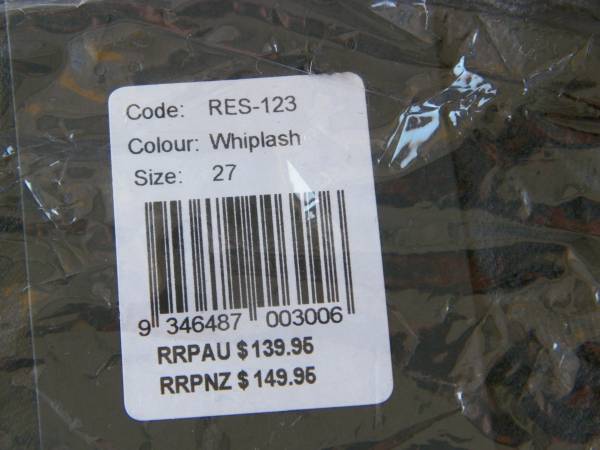 Code: RES-123
Colour: Whiplash
Size: 27
9 346487 003006
RRPAU $139.95
RRPNZ $149.95